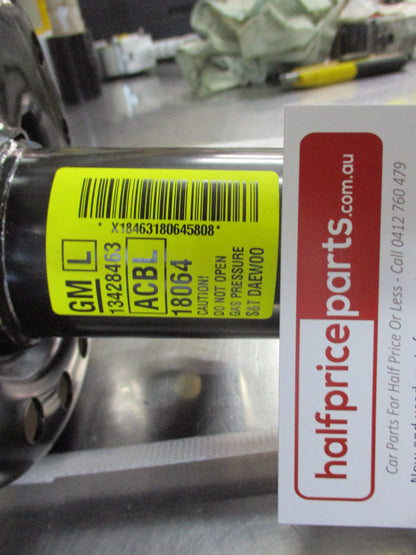 * X18463180645808 *
GM L
13428463
ACBL
18064
CAUTION!
DO NOT OPEN
GAS PRESSURE
S&T DAEWOO
halfpriceparts.com.au
Car Parts For Half Price Or Less - Call 0412 760 479